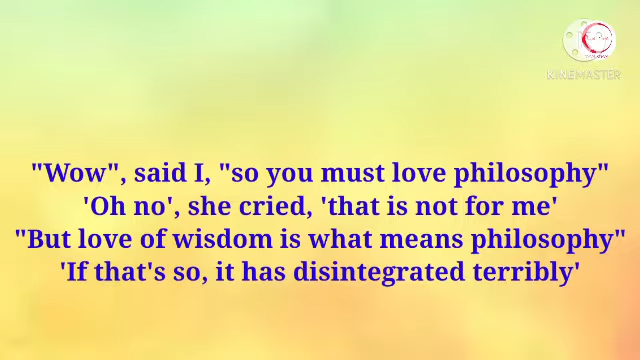 KINEMASTER
"Wow", said I, "so you must love philosophy"
'Oh no', she cried, 'that is not for me'
"But love of wisdom is what means philosophy"
'If that's so, it has disintegrated terribly'